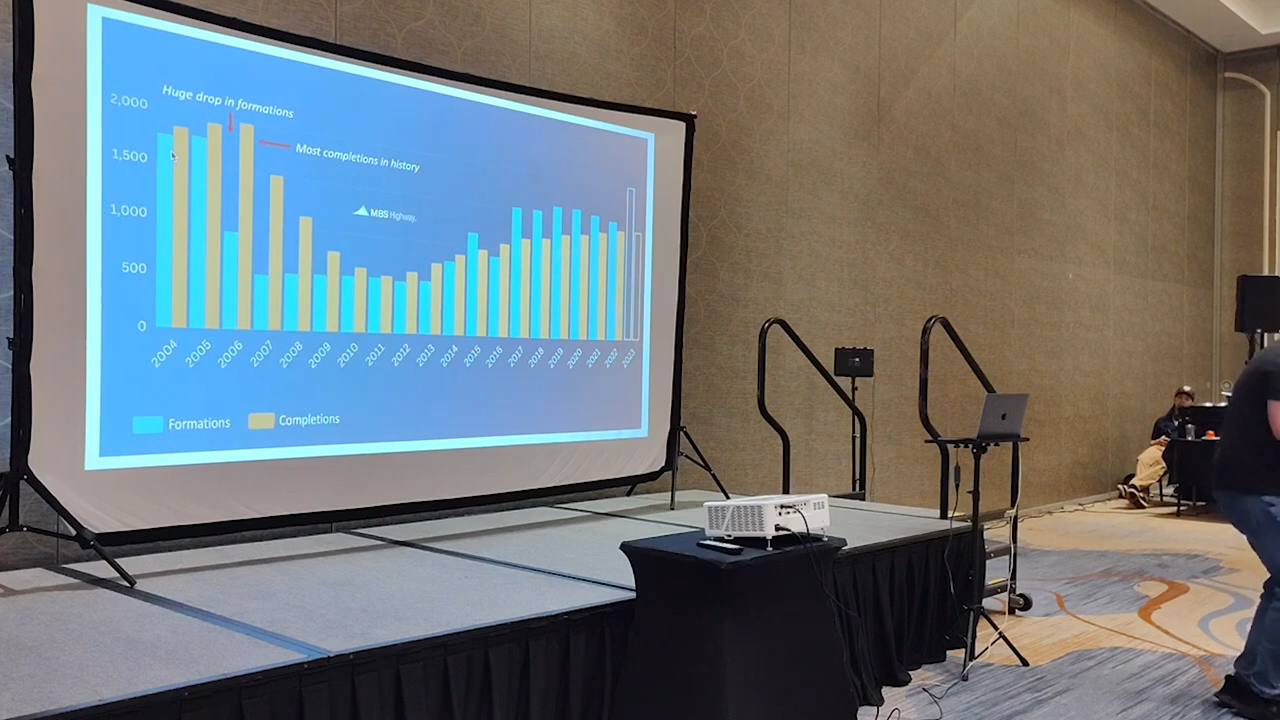 Huge drop in formations
Most completions in history
2,000
1,500
1,000
500
0
MBS Highway.
2004 2005 2006 2007 2008 2009 2010 2011 2012 2013 2014 2015 2016 2017 2018 2019 2020 2021 2022 2023
Formations Completions